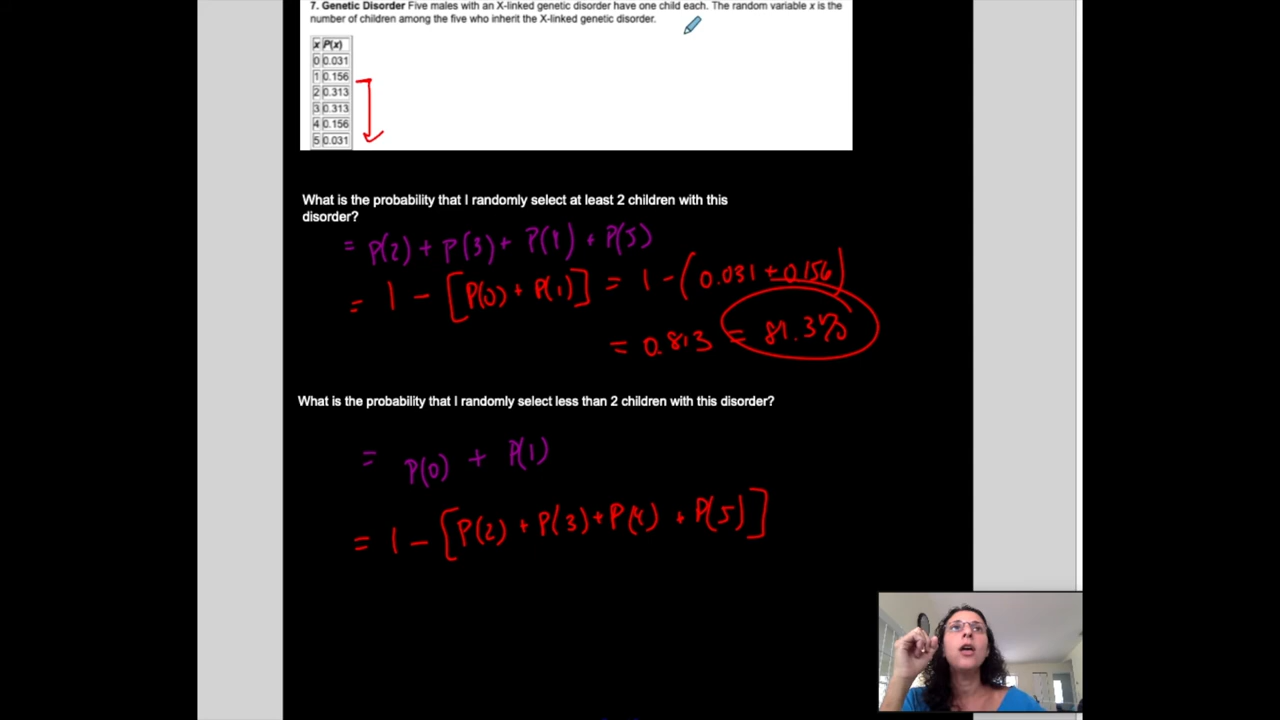 7. Genetic Disorder Five males with an X-linked genetic disorder have one child each. The random variable x is the
number of children among the five who inherit the X-linked genetic disorder.
x P(x)
0 0.031
1 0.156
2 0.313
3 0.313
4 0.156
5 0.031
What is the probability that I randomly select at least 2 children with this
disorder?
= P(2) + P(3) + P(4) + P(5)
= 1 - [P(0) + P(1)] = 1 - (0.031 + 0.156)
= 0.813 = 81.3%
What is the probability that I randomly select less than 2 children with this disorder?
= P(0) + P(1)
= 1 - [P(2) + P(3) + P(4) + P(5)]